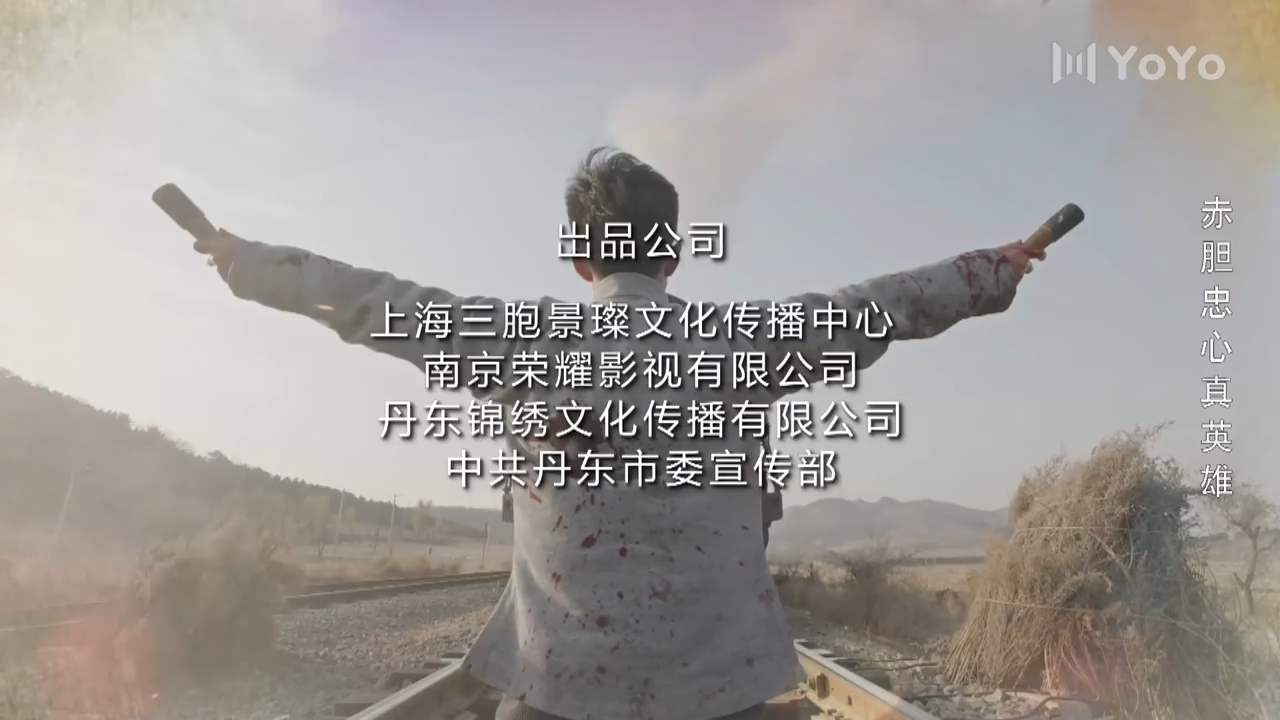 YoYo
出品公司
上海三胞景璨文化传播中心
南京荣耀影视有限公司
丹东锦绣文化传播有限公司
中共丹东市委宣传部
赤胆忠心真英雄